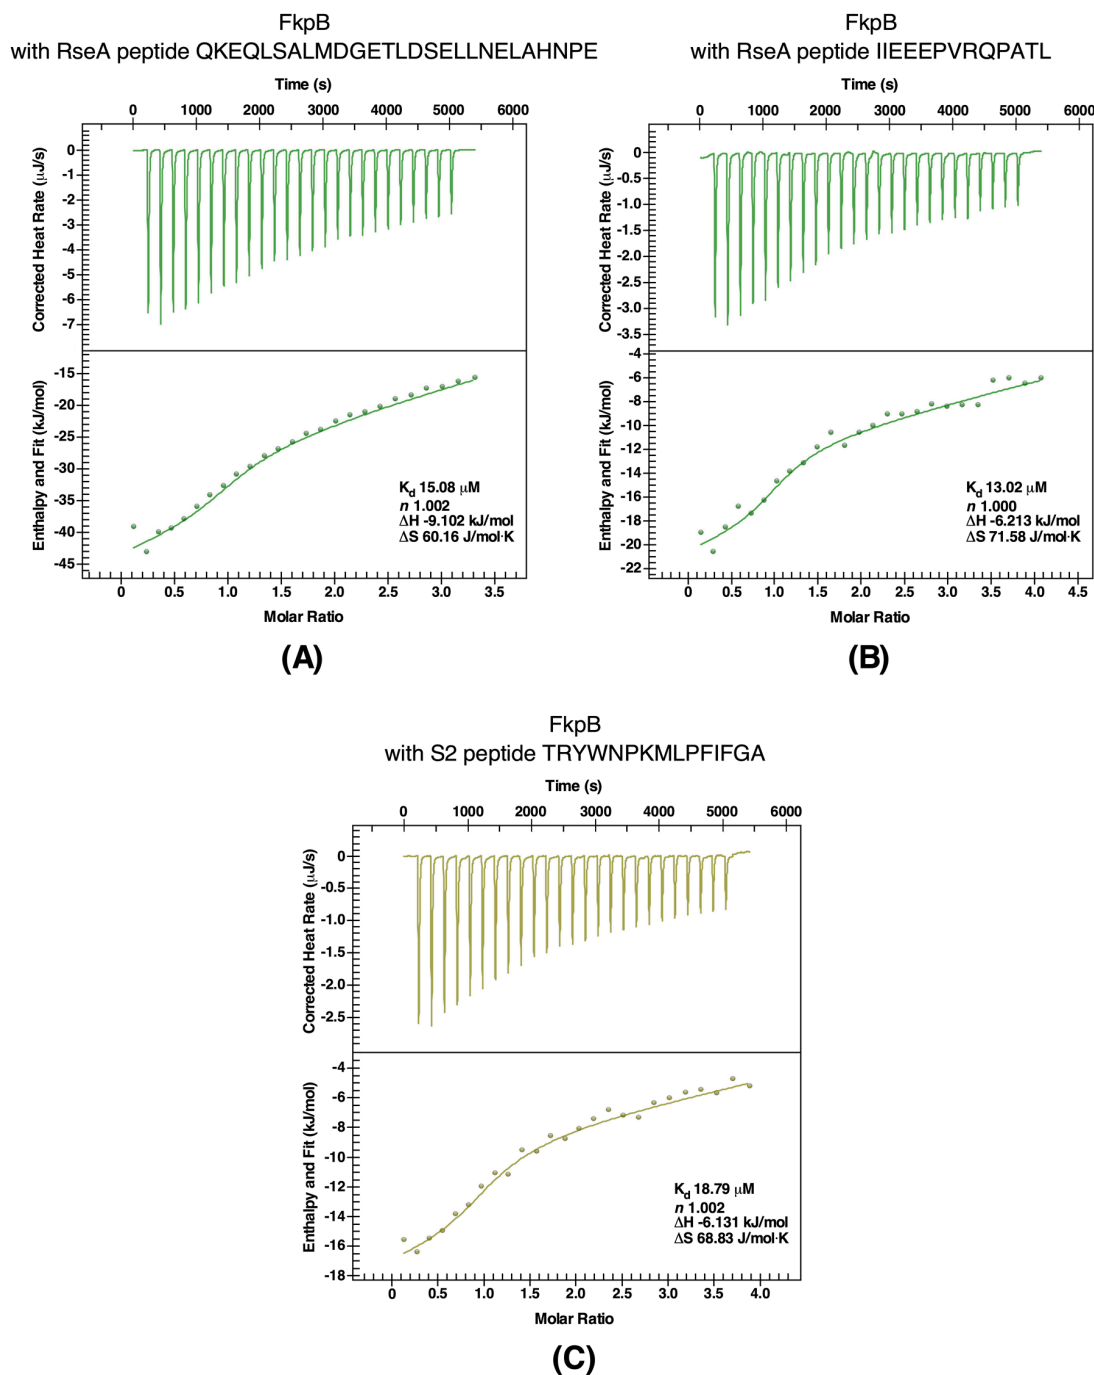 FkpB
with RseA peptide QKEQLSALMDGETLDSELLNELAHNPE
Time (s)
0 1000 2000 3000 4000 5000 6000
Corrected Heat Rate (μJ/s)
0
-1
-2
-3
-4
-5
-6
-7
Enthalpy and Fit (kJ/mol)
-15
-20
-25
-30
-35
-40
-45
Kd 15.08 μM
n 1.002
ΔH -9.102 kJ/mol
ΔS 60.16 J/mol·K
0 0.5 1.0 1.5 2.0 2.5 3.0 3.5
Molar Ratio
(A)
FkpB
with RseA peptide IIEEEPVRQPATL
Time (s)
0 1000 2000 3000 4000 5000 6000
Corrected Heat Rate (μJ/s)
0
-0.5
-1.0
-1.5
-2.0
-2.5
-3.0
-3.5
Enthalpy and Fit (kJ/mol)
-4
-6
-8
-10
-12
-14
-16
-18
-20
-22
Kd 13.02 μM
n 1.000
ΔH -6.213 kJ/mol
ΔS 71.58 J/mol·K
0 0.5 1.0 1.5 2.0 2.5 3.0 3.5 4.0 4.5
Molar Ratio
(B)
FkpB
with S2 peptide TRYWNPKMLPFIFGA
Time (s)
0 1000 2000 3000 4000 5000 6000
Corrected Heat Rate (μJ/s)
0
-0.5
-1.0
-1.5
-2.0
-2.5
Enthalpy and Fit (kJ/mol)
-4
-6
-8
-10
-12
-14
-16
-18
Kd 18.79 μM
n 1.002
ΔH -6.131 kJ/mol
ΔS 68.83 J/mol·K
0 0.5 1.0 1.5 2.0 2.5 3.0 3.5 4.0
Molar Ratio
(C)